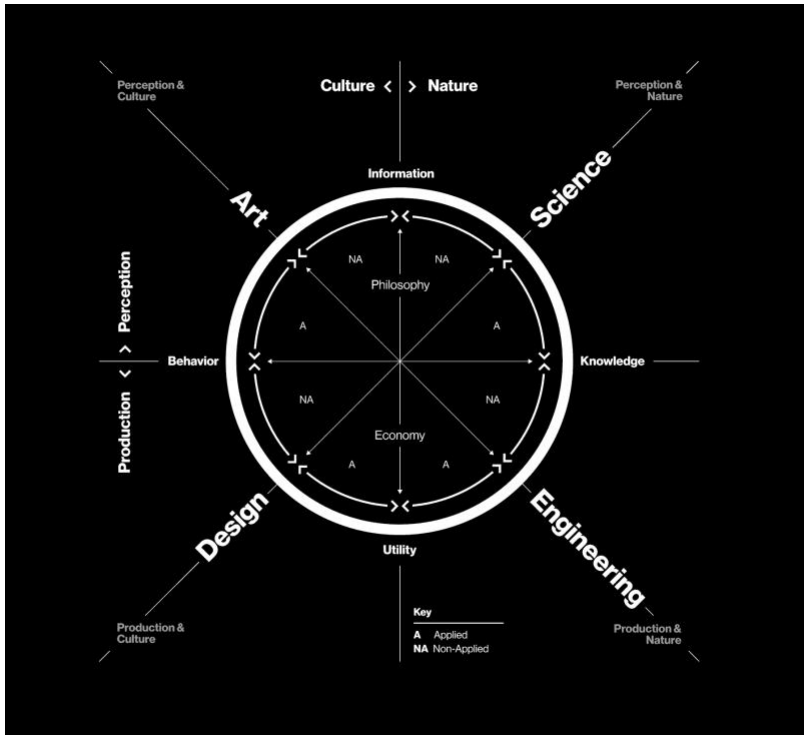 Perception &
Culture
Culture < > Nature
Perception &
Nature
Information
Art
Science
NA
NA
Philosophy
Production < > Perception
A
A
Behavior
Knowledge
NA
NA
Economy
A
A
Design
Engineering
Utility
Key
A Applied
NA Non-Applied
Production &
Culture
Production &
Nature